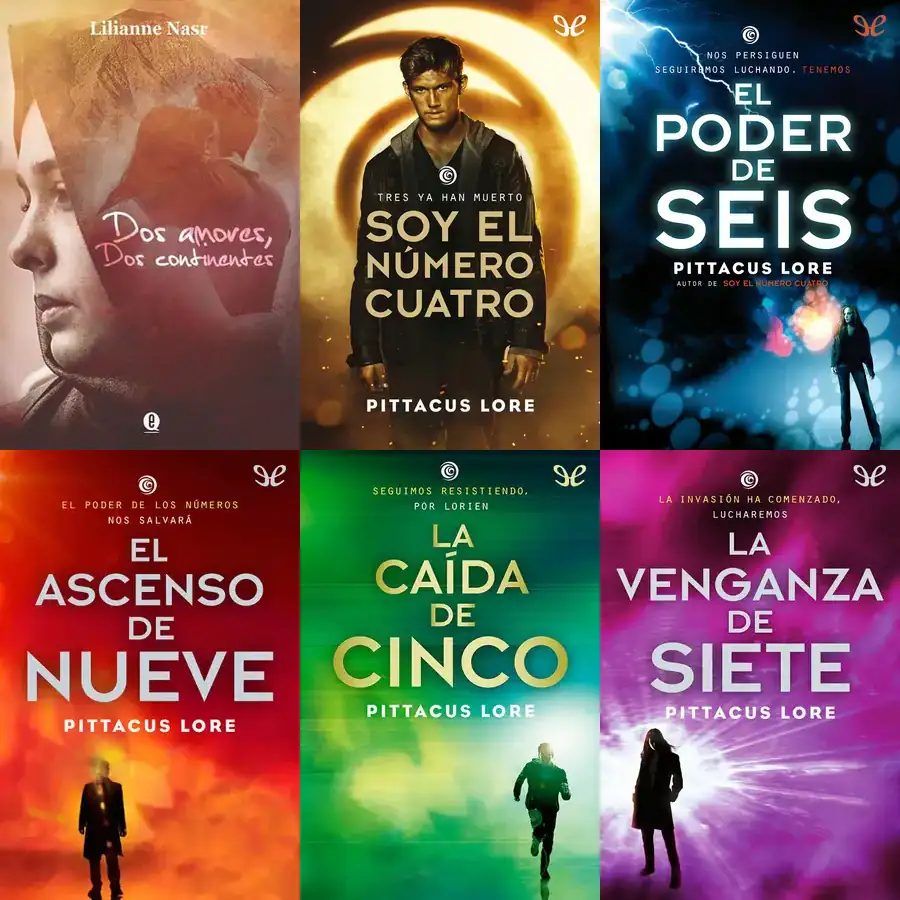 Lilianne Nasr
Dos amores,
Dos continentes
e
TRES YA HAN MUERTO
SOY EL
NÚMERO
CUATRO
PITTACUS LORE
NOS PERSIGUEN
SEGUIREMOS LUCHANDO. TENEMOS
EL
PODER
DE
SEIS
PITTACUS LORE
AUTOR DE SOY EL NÚMERO CUATRO
EL PODER DE LOS NÚMEROS
NOS SALVARÁ
EL
ASCENSO
DE
NUEVE
PITTACUS LORE
SEGUIMOS RESISTIENDO,
POR LORIEN
LA
CAÍDA
DE
CINCO
PITTACUS LORE
LA INVASIÓN HA COMENZADO,
LUCHAREMOS
LA
VENGANZA
DE
SIETE
PITTACUS LORE